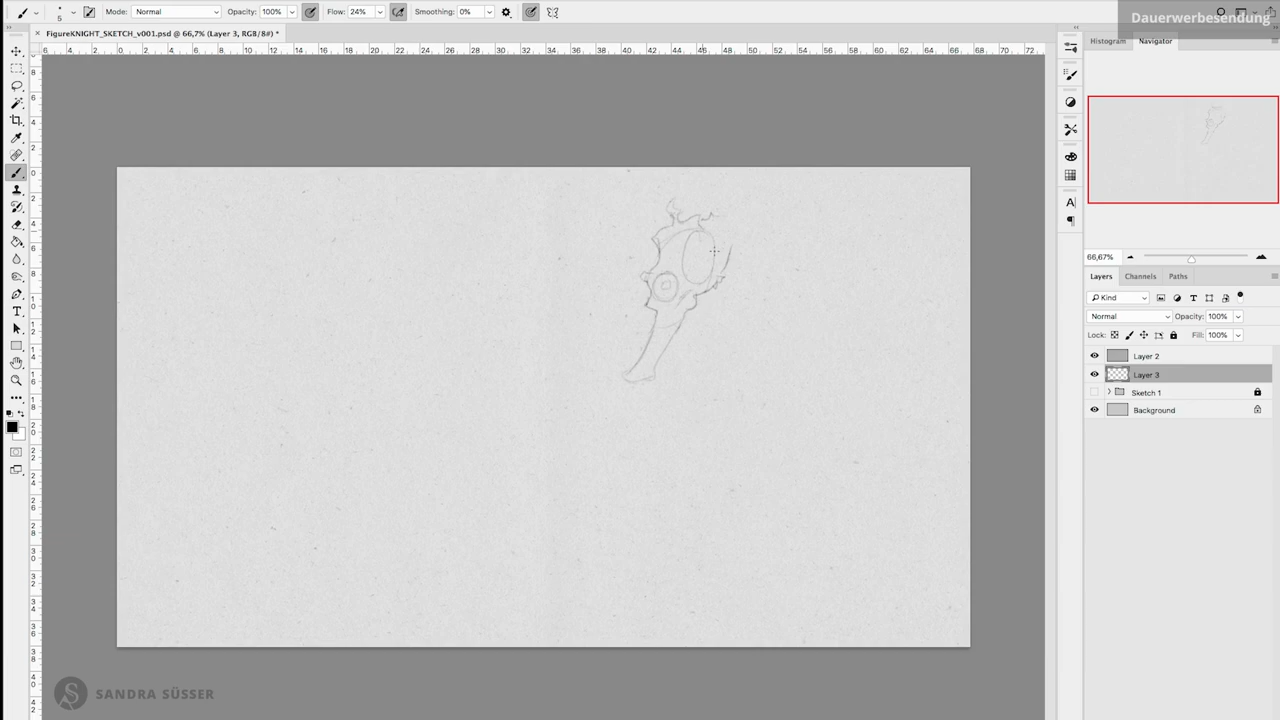 Mode: Normal Opacity: 100% Flow: 24% Smoothing: 0%
Dauerwerbesendung
× FigureKNIGHT_SKETCH_v001.psd @ 66,7% (Layer 3, RGB/8#) *
Histogram Navigator
66,67%
Layers Channels Paths
Kind
Normal Opacity: 100%
Lock: Fill: 100%
Layer 2
Layer 3
Sketch 1
Background
SANDRA SÜSSER